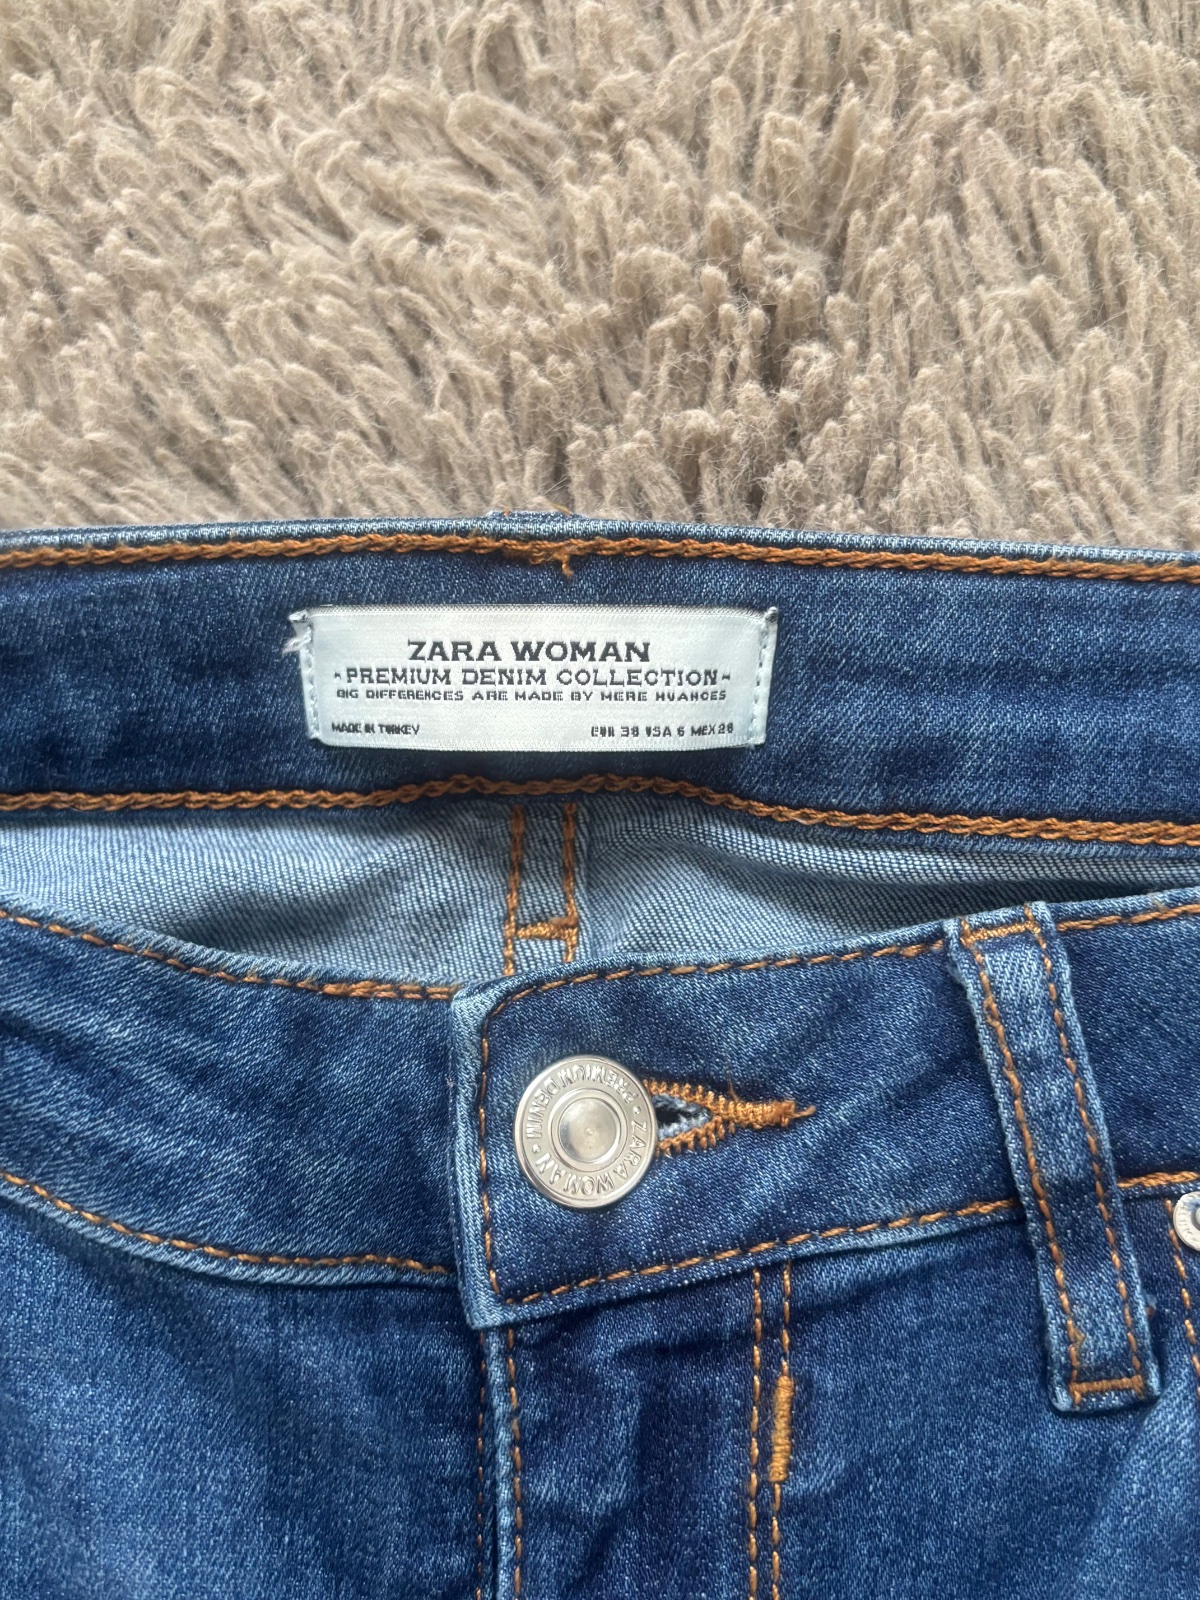 ZARA WOMAN
- PREMIUM DENIM COLLECTION -
BIG DIFFERENCES ARE MADE BY MERE NUANCES
MADE IN TURKEY
EUR 38 USA 6 MEX 28
ZARA WOMAN • PREMIUM DENIM •